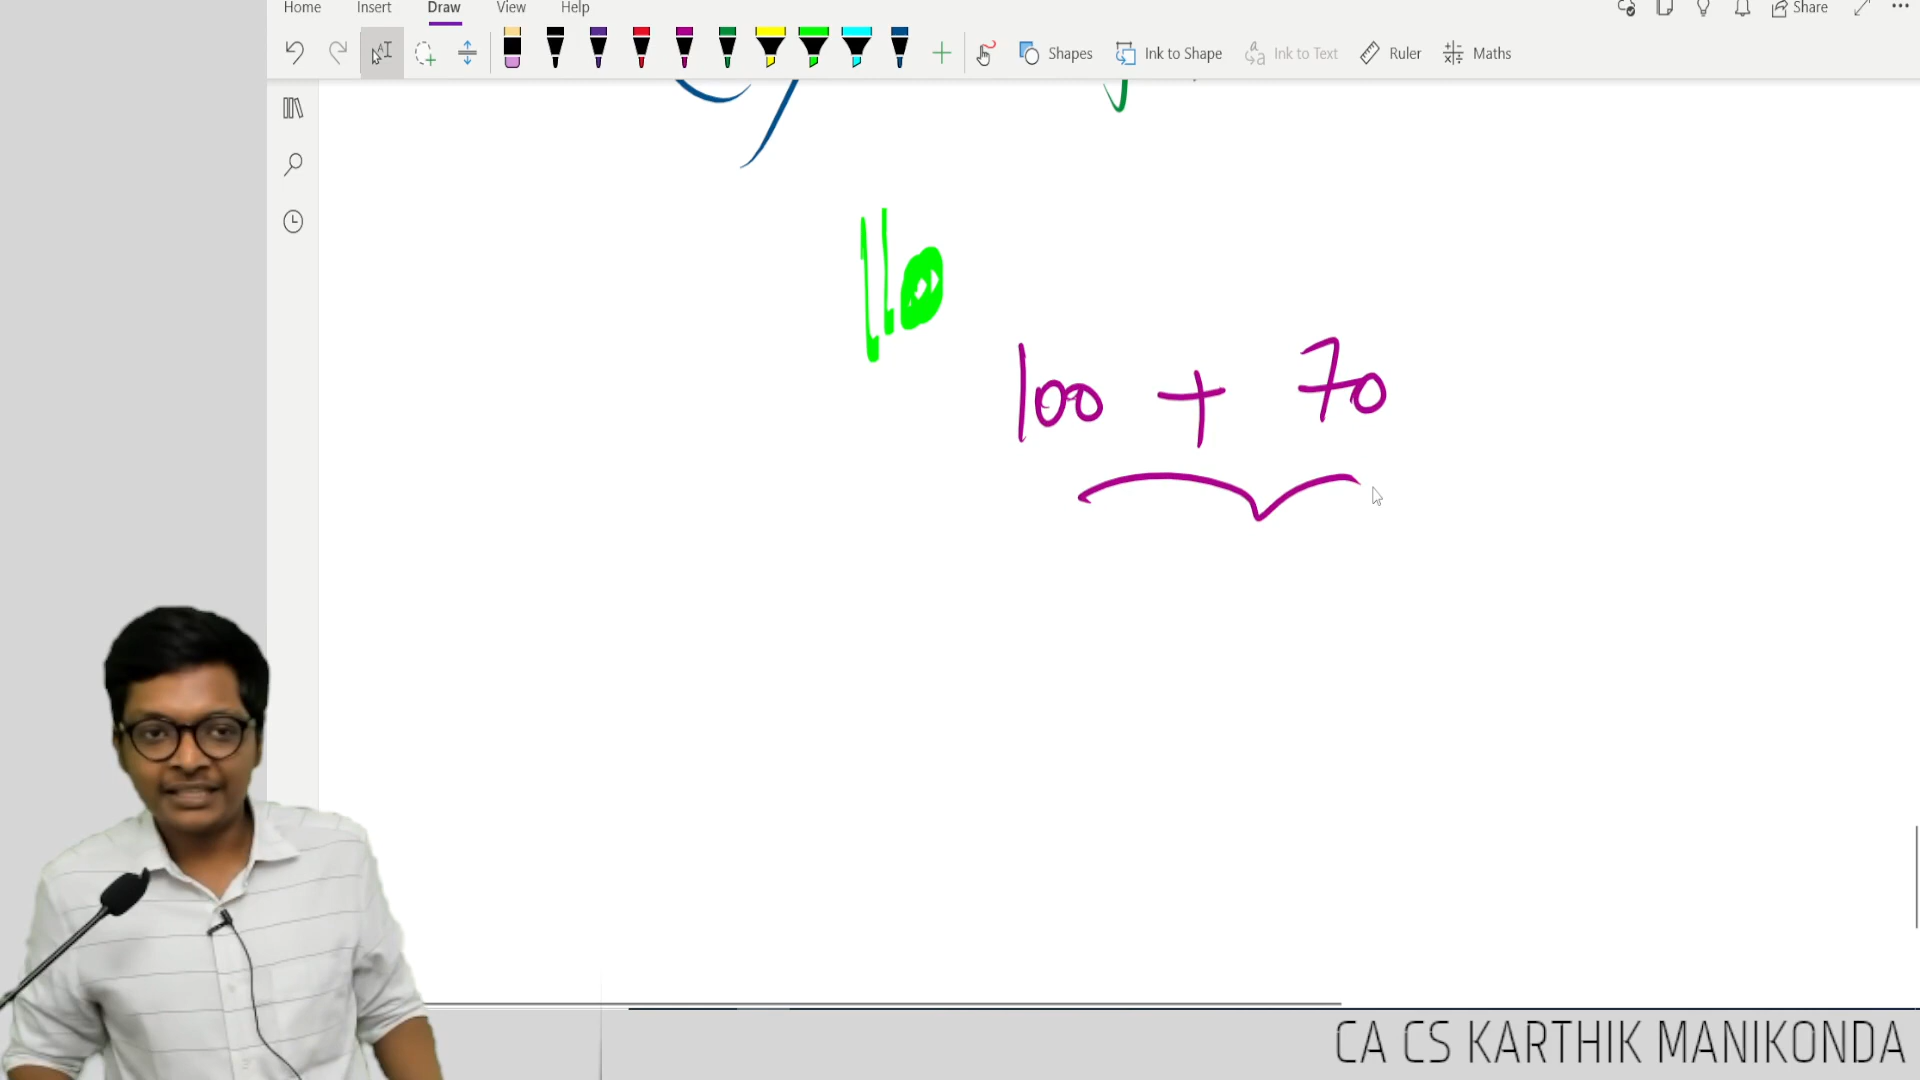 Home Insert Draw View Help Share
Shapes Ink to Shape Ink to Text Ruler Maths
110
100 + 70
CA CS KARTHIK MANIKONDA